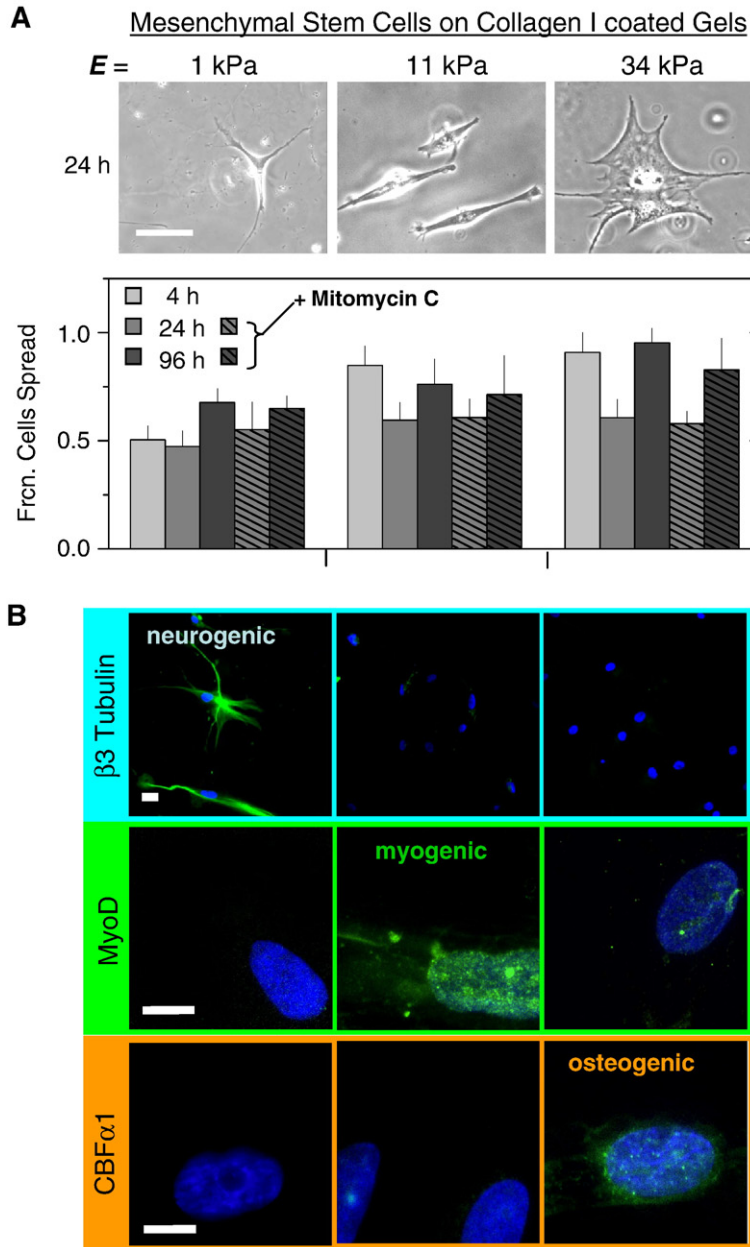 A
Mesenchymal Stem Cells on Collagen I coated Gels
E = 1 kPa 11 kPa 34 kPa
24 h
4 h
24 h
96 h
+ Mitomycin C
Frcn. Cells Spread
1.0
0.5
0.0
B
β3 Tubulin
neurogenic
MyoD
myogenic
CBFα1
osteogenic